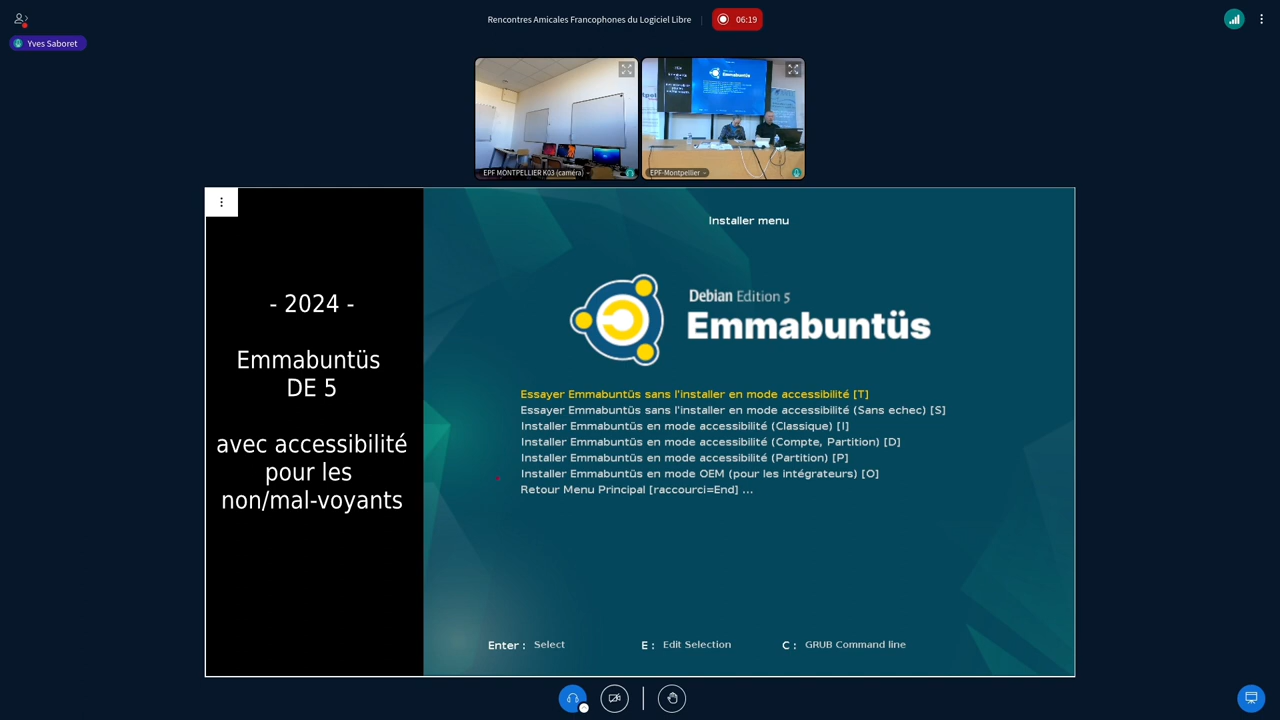 Rencontres Amicales Francophones du Logiciel Libre
06:19
Yves Saboret
EPF MONTPELLIER K03 (caméra)
Emmabuntüs
EPF-Montpellier
- 2024 -
Emmabuntüs
DE 5
avec accessibilité
pour les
non/mal-voyants
Installer menu
Debian Edition 5
Emmabuntüs
Essayer Emmabuntüs sans l'installer en mode accessibilité [T]
Essayer Emmabuntüs sans l'installer en mode accessibilité (Sans echec) [S]
Installer Emmabuntüs en mode accessibilité (Classique) [I]
Installer Emmabuntüs en mode accessibilité (Compte, Partition) [D]
Installer Emmabuntüs en mode accessibilité (Partition) [P]
Installer Emmabuntüs en mode OEM (pour les intégrateurs) [O]
Retour Menu Principal [raccourci=End] ...
Enter : Select E : Edit Selection C : GRUB Command line